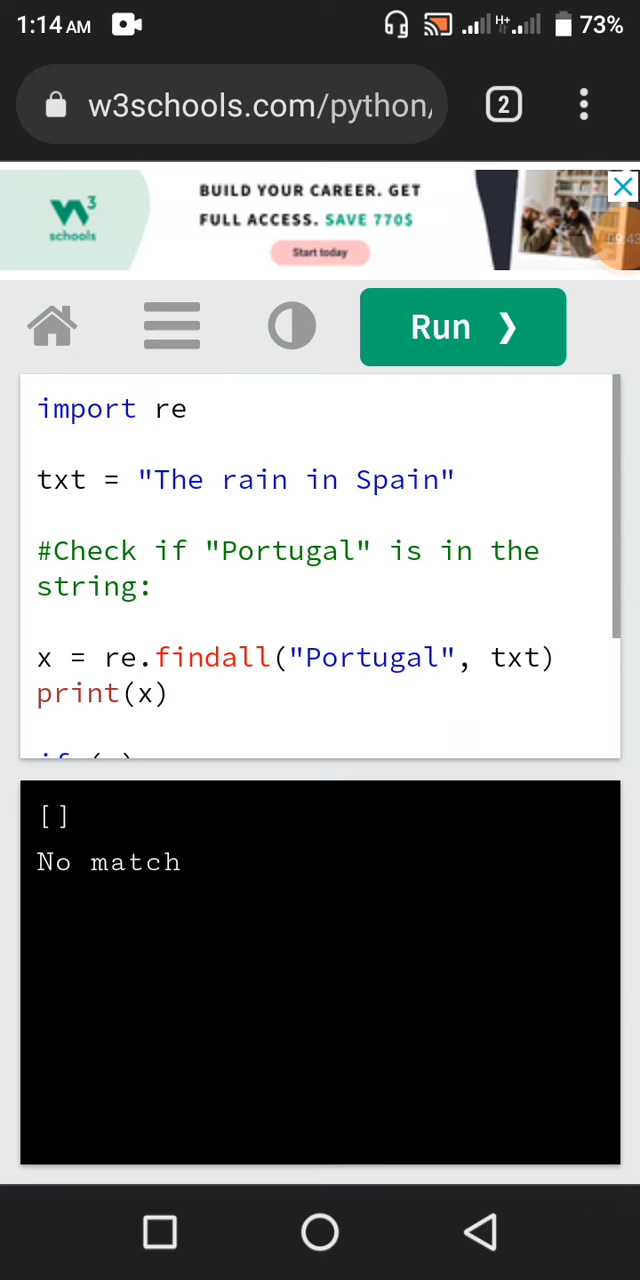 1:14 AM
H+
73%
w3schools.com/python,
2
W3
schools
BUILD YOUR CAREER. GET
FULL ACCESS. SAVE 770$
Start today
09:43
Run ❯
import re
txt = "The rain in Spain"
#Check if "Portugal" is in the
string:
x = re.findall("Portugal", txt)
print(x)
[]
No match